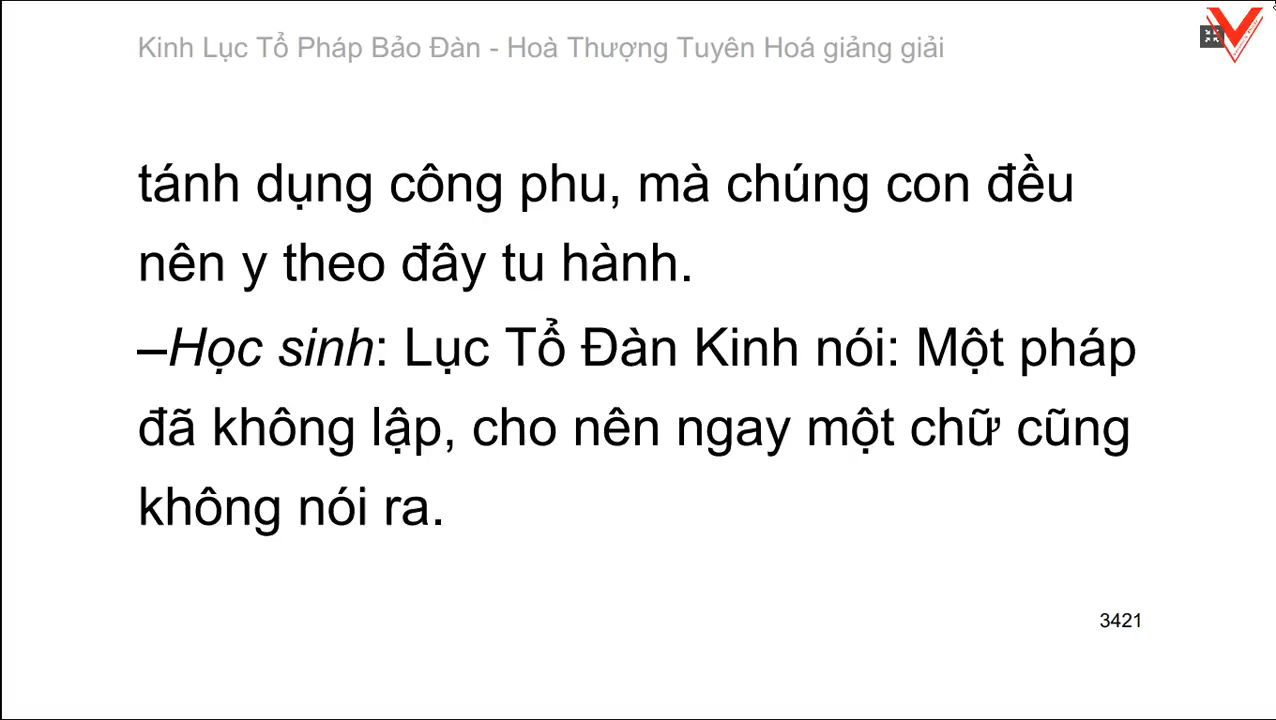 Kinh Lục Tổ Pháp Bảo Đàn - Hoà Thượng Tuyên Hoá giảng giải
tánh dụng công phu, mà chúng con đều
nên y theo đây tu hành.
–Học sinh: Lục Tổ Đàn Kinh nói: Một pháp
đã không lập, cho nên ngay một chữ cũng
không nói ra.
3421